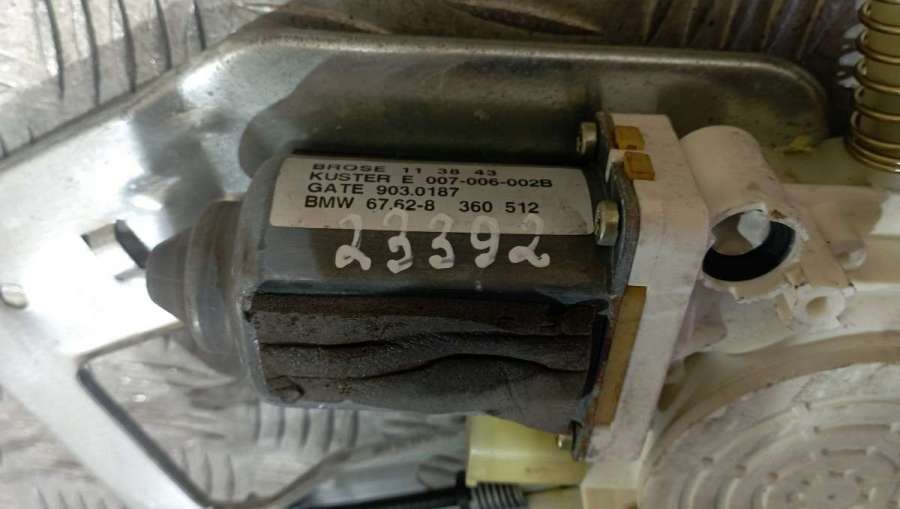 BROSE 11 38 43
KUSTER E 007-006-002B
GATE 903.0187
BMW 67.62-8 360 512
23392